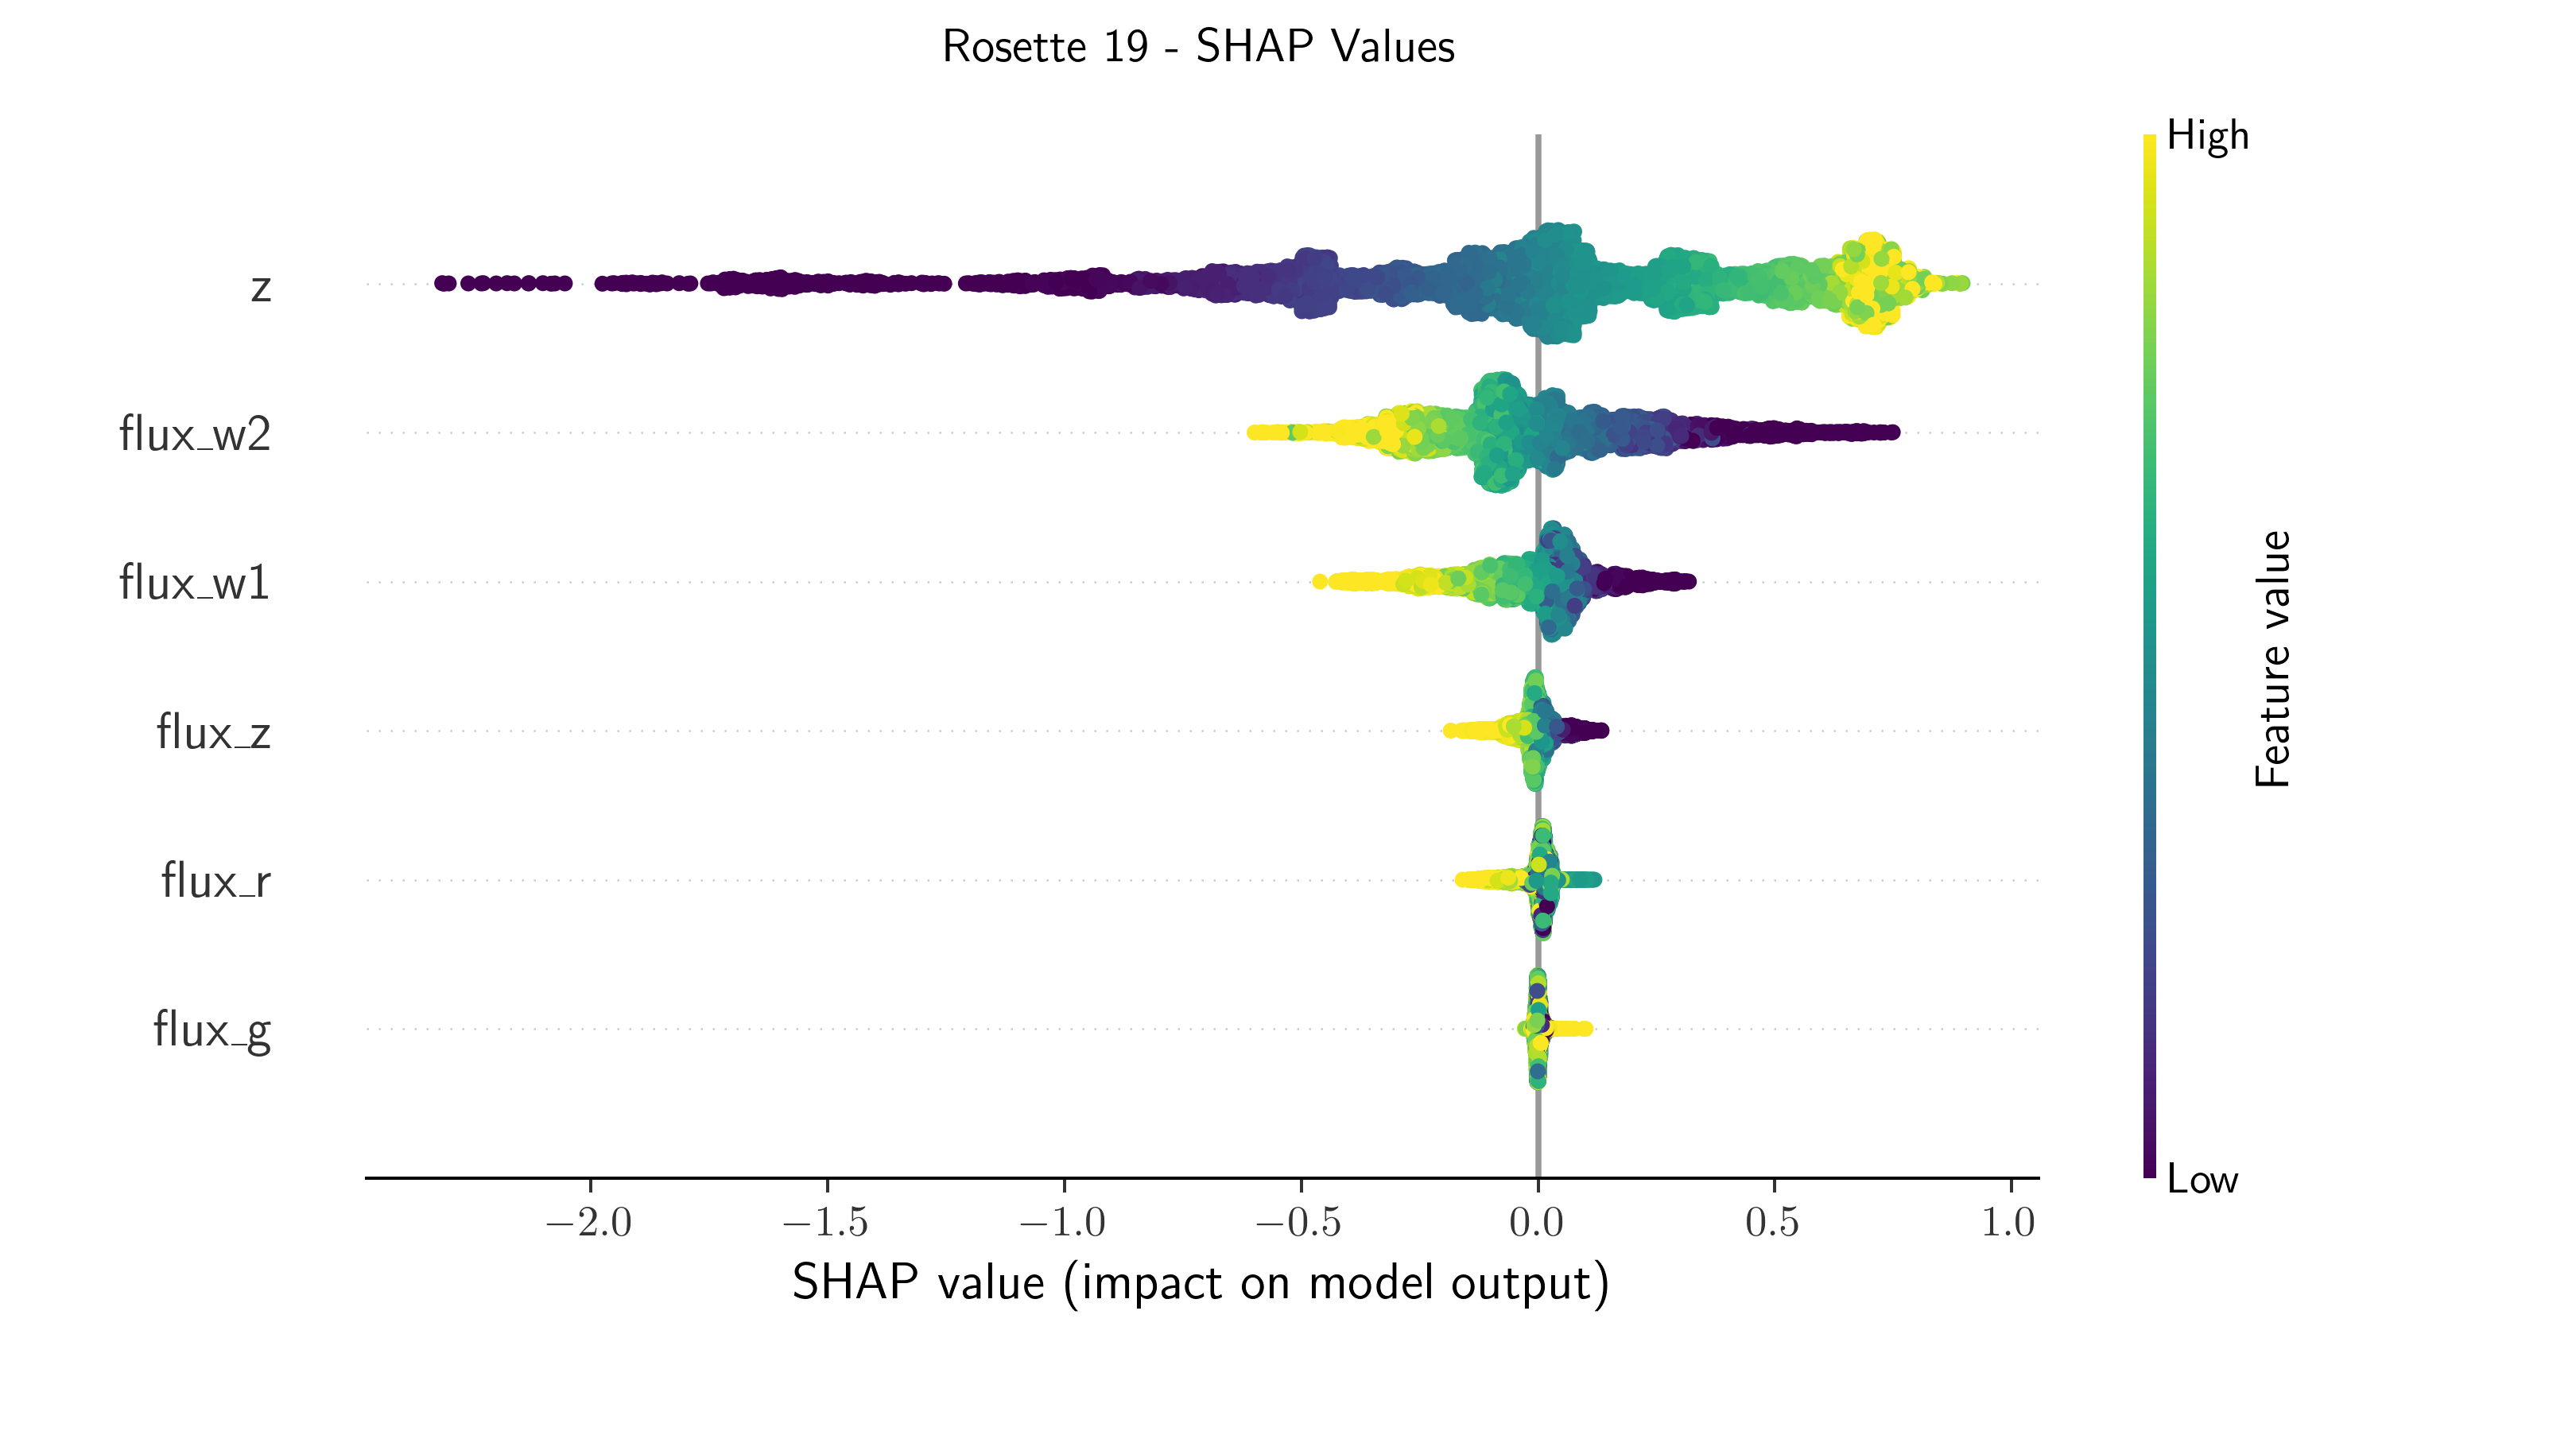 Rosette 19 - SHAP Values
High
z
flux_w2
flux_w1
flux_z
flux_r
flux_g
Feature value
Low
−2.0 −1.5 −1.0 −0.5 0.0 0.5 1.0
SHAP value (impact on model output)